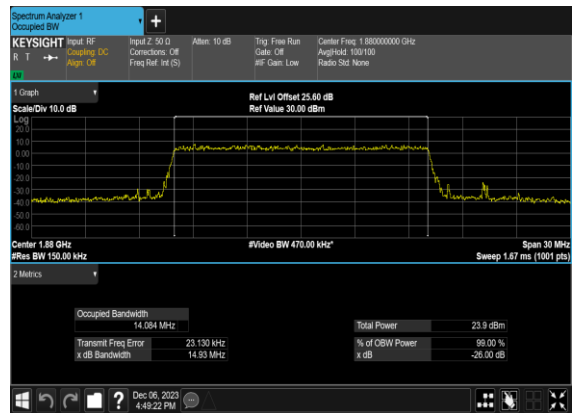 Spectrum Analyzer 1
Occupied BW
KEYSIGHT Input: RF Input Z: 50 Ω Atten: 10 dB Trig: Free Run Center Freq: 1.880000000 GHz
R T Coupling: DC Corrections: Off Gate: Off Avg|Hold: 100/100
Align: Off Freq Ref: Int (S) #IF Gain: Low Radio Std: None
1 Graph
Ref Lvl Offset 25.60 dB
Scale/Div 10.0 dB Ref Value 30.00 dBm
Log
20.0
10.0
0.00
-10.0
-20.0
-30.0
-40.0
-50.0
-60.0
Center 1.88 GHz #Video BW 470.00 kHz* Span 30 MHz
#Res BW 150.00 kHz Sweep 1.67 ms (1001 pts)
2 Metrics
Occupied Bandwidth
14.084 MHz Total Power 23.9 dBm
Transmit Freq Error 23.130 kHz % of OBW Power 99.00 %
x dB Bandwidth 14.93 MHz x dB -26.00 dB
? Dec 06, 2023
4:49:22 PM